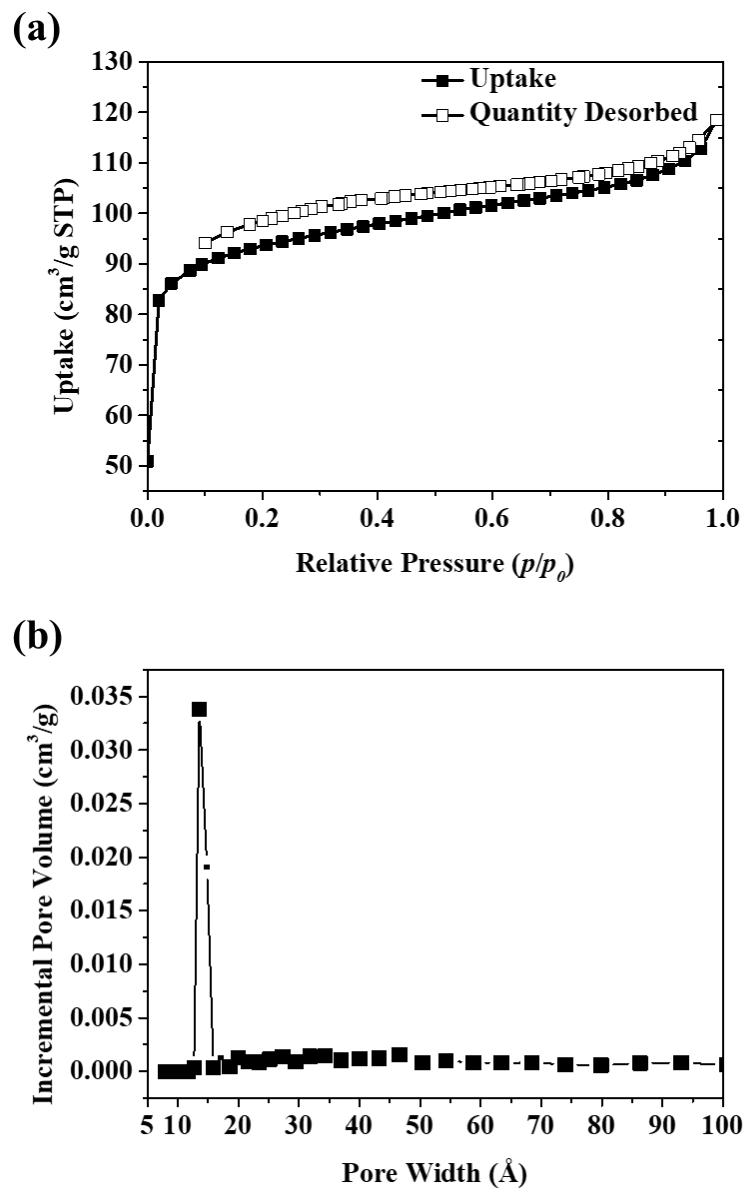 (a)
130
120
110
100
90
80
70
60
50
Uptake (cm³/g STP)
Uptake
Quantity Desorbed
0.0 0.2 0.4 0.6 0.8 1.0
Relative Pressure (p/p₀)
(b)
0.035
0.030
0.025
0.020
0.015
0.010
0.005
0.000
Incremental Pore Volume (cm³/g)
5 10 20 30 40 50 60 70 80 90 100
Pore Width (Å)